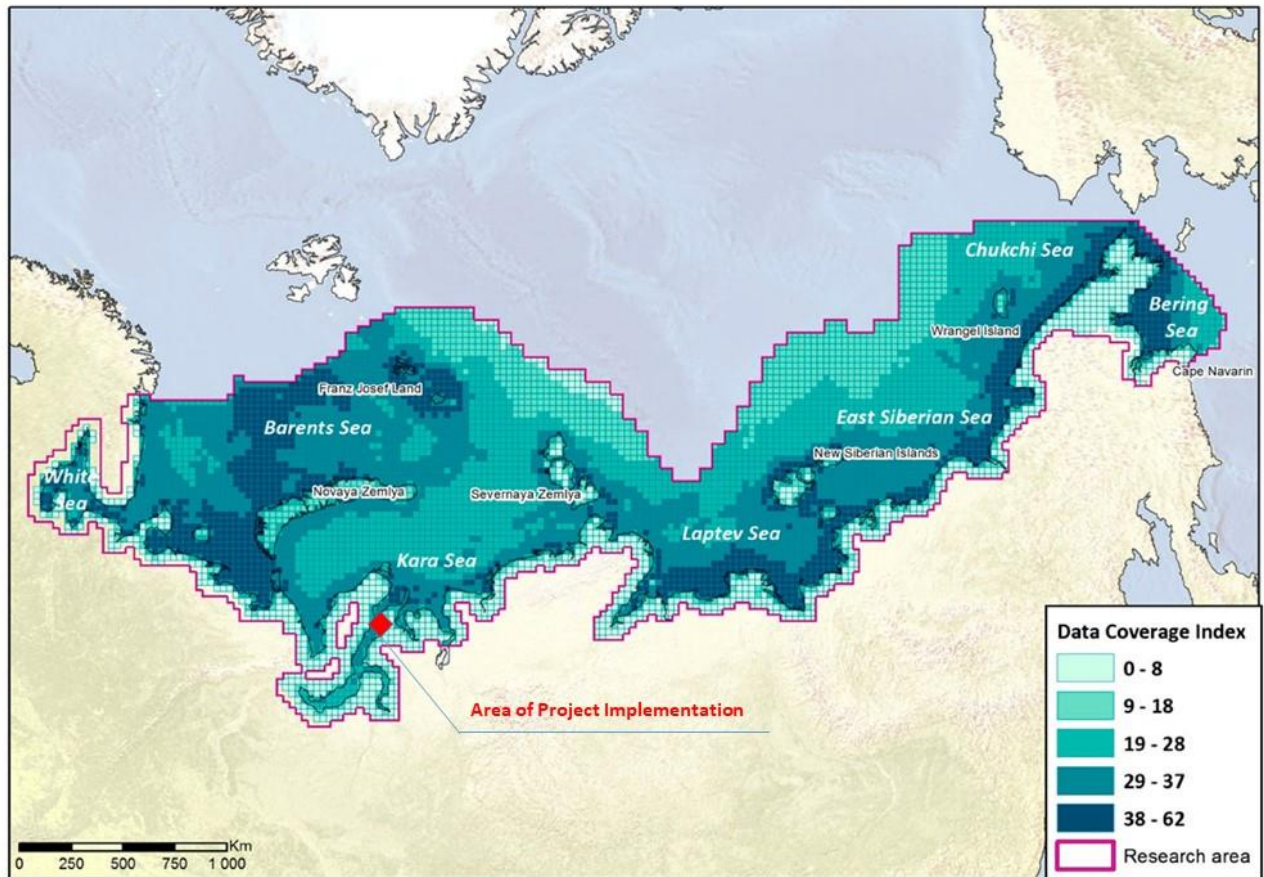 Chukchi Sea
Bering
Sea
Wrangel Island
Cape Navarin
Franz Josef Land
Barents Sea
East Siberian Sea
New Siberian Islands
White
Sea
Novaya Zemlya
Severnaya Zemlya
Laptev Sea
Kara Sea
Area of Project Implementation
Data Coverage Index
0 - 8
9 - 18
19 - 28
29 - 37
38 - 62
Research area
Km
0 250 500 750 1 000